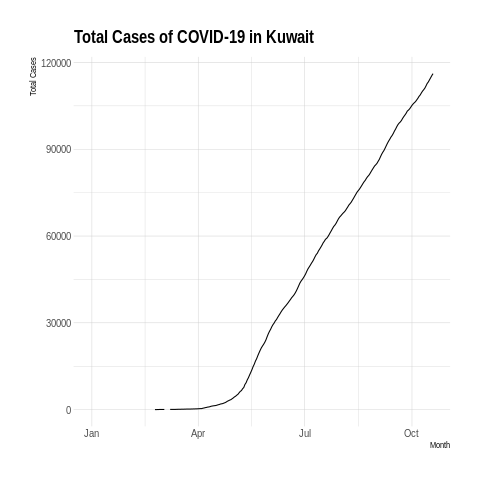 Total Cases of COVID-19 in Kuwait
Total Cases
120000
90000
60000
30000
0
Jan Apr Jul Oct
Month